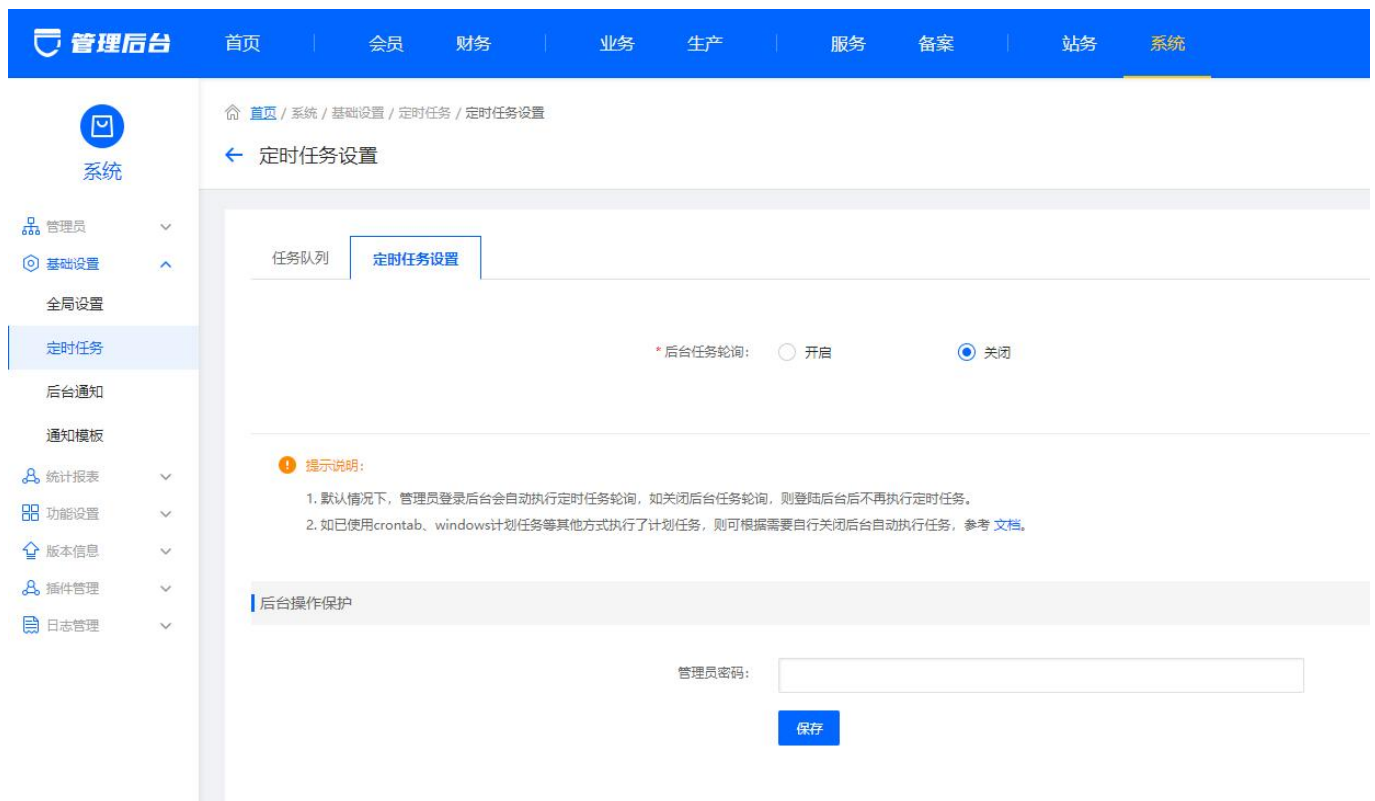 管理后台 首页 会员 财务 业务 生产 服务 备案 站务 系统
首页 / 系统 / 基础设置 / 定时任务 / 定时任务设置
← 定时任务设置
系统
管理员
基础设置
全局设置
定时任务
后台通知
通知模板
统计报表
功能设置
版本信息
插件管理
日志管理
任务队列 定时任务设置
* 后台任务轮询: 开启 关闭
提示说明:
1. 默认情况下, 管理员登录后台会自动执行定时任务轮询, 如关闭后台任务轮询, 则登陆后台后不再执行定时任务。
2. 如已使用crontab、windows计划任务等其他方式执行了计划任务, 则可根据需要自行关闭后台自动执行任务, 参考 文档。
后台操作保护
管理员密码:
保存